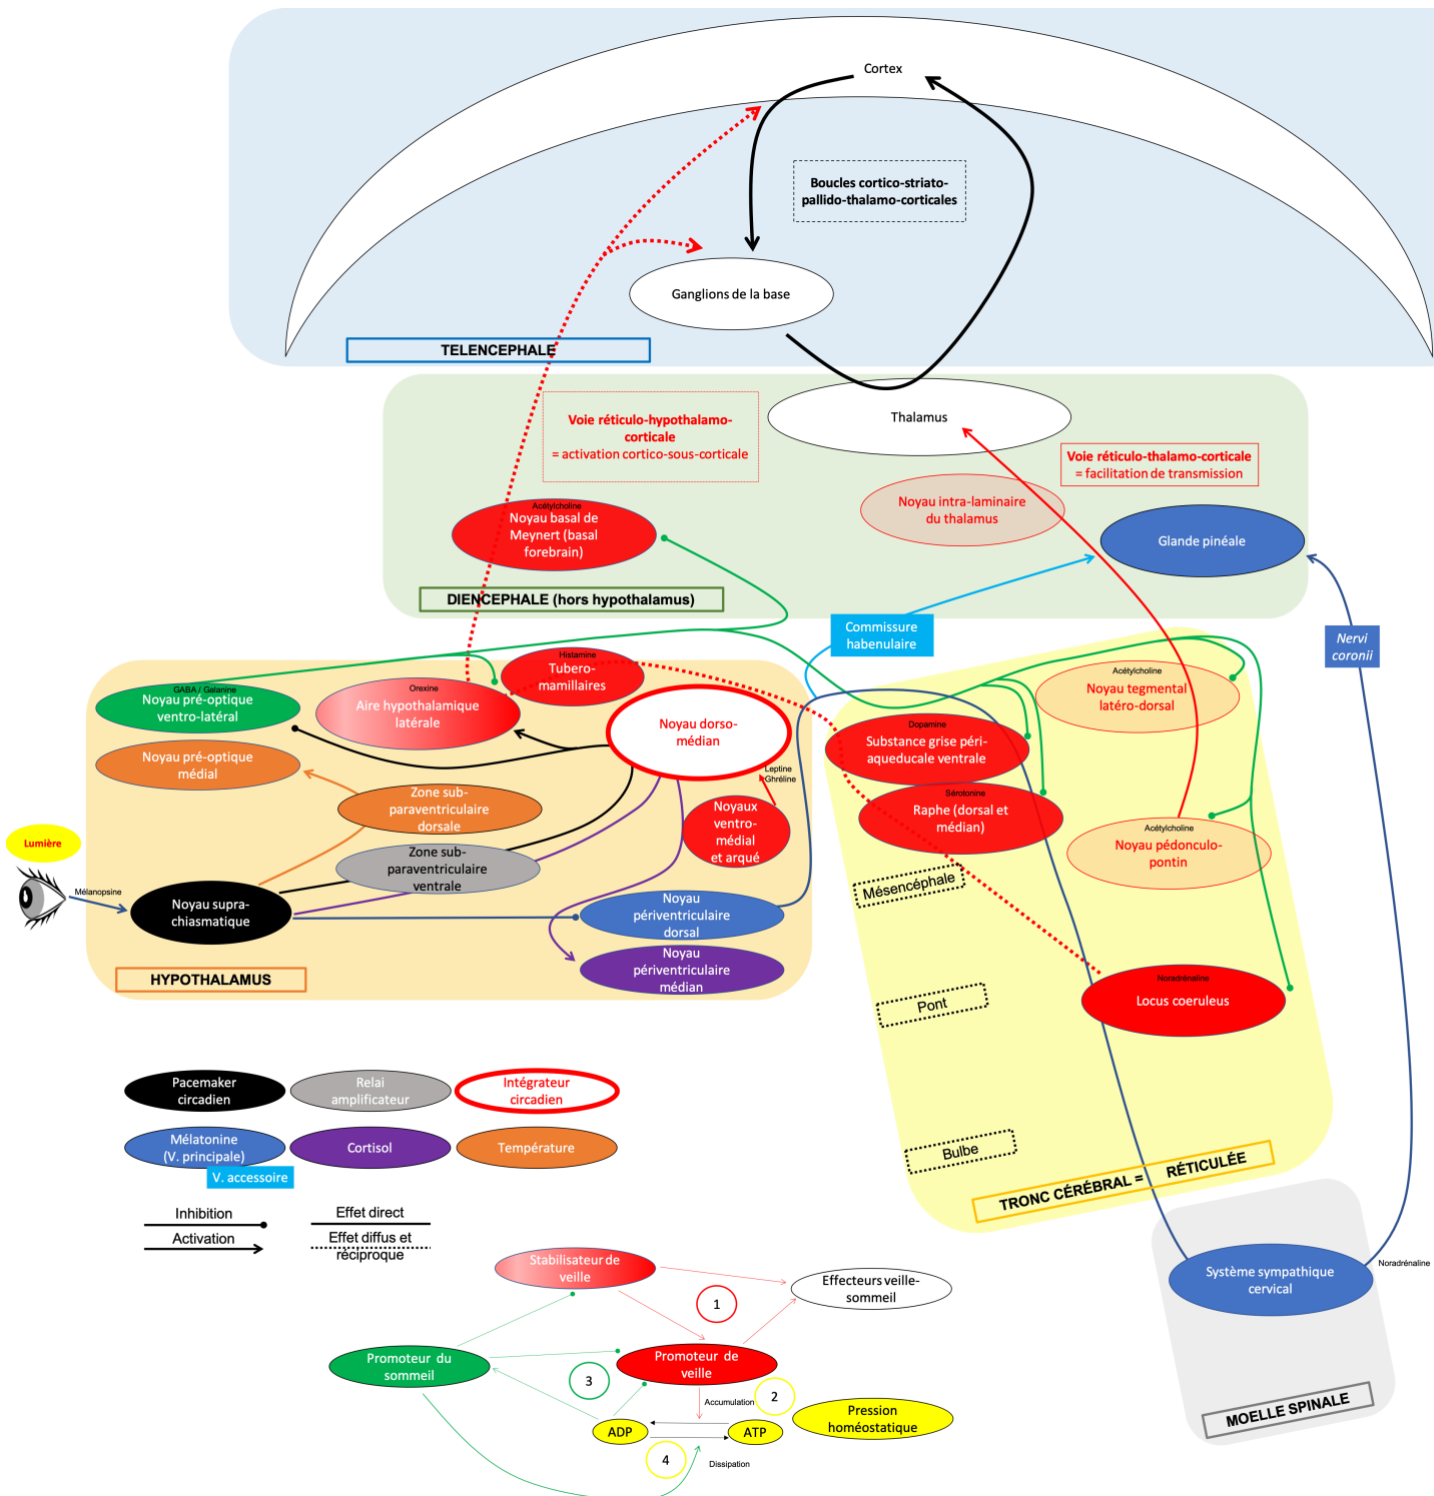 Cortex
Boucles cortico-striato-
pallido-thalamo-corticales
Ganglions de la base
TELENCEPHALE
Voie réticulo-hypothalamo-
corticale
= activation cortico-sous-corticale
Thalamus
Voie réticulo-thalamo-corticale
= facilitation de transmission
Noyau intra-laminaire
du thalamus
Acétylcholine
Noyau basal de
Meynert (basal
forebrain)
Glande pinéale
DIENCEPHALE (hors hypothalamus)
Commissure
habenulaire
Nervi
coronii
Histamine
Tubero-
mamillaires
GABA / Galanine
Noyau pré-optique
ventro-latéral
Orexine
Aire hypothalamique
latérale
Noyau dorso-
médian
Noyau pré-optique
médial
Leptine
Ghréline
Zone sub-
paraventriculaire
dorsale
Noyaux
ventro-
médial
et arqué
Zone sub-
paraventriculaire
ventrale
Lumière
Mélanopsine
Noyau supra-
chiasmatique
Noyau
périventriculaire
dorsal
Noyau
périventriculaire
médian
HYPOTHALAMUS
Acétylcholine
Noyau tegmental
latéro-dorsal
Dopamine
Substance grise péri-
aqueducale ventrale
Sérotonine
Raphe (dorsal et
médian)
Acétylcholine
Noyau pédonculo-
pontin
Mésencéphale
Noradrénaline
Locus coeruleus
Pont
Bulbe
TRONC CÉRÉBRAL = RÉTICULÉE
Système sympathique
cervical
Noradrénaline
MOELLE SPINALE
Pacemaker
circadien
Relai
amplificateur
Intégrateur
circadien
Mélatonine
(V. principale)
V. accessoire
Cortisol
Température
Inhibition
Activation
Effet direct
Effet diffus et
réciproque
Stabilisateur de
veille
Effecteurs veille-
sommeil
1
Promoteur du
sommeil
Promoteur de
veille
3
2
Accumulation
ADP
ATP
Pression
homéostatique
4
Dissipation